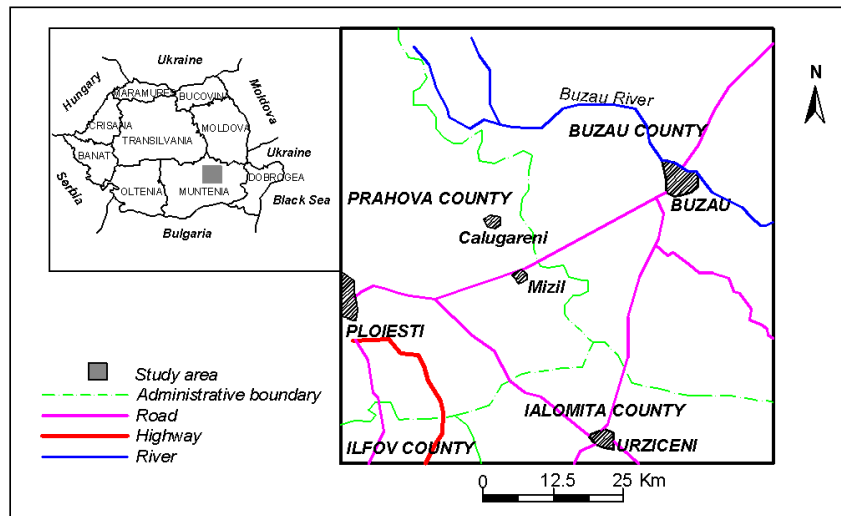 Ukraine
Hungary
MARAMURES
BUCOVIN
Moldova
CRISANA
MOLDOVA
TRANSILVANIA
BANAT
Ukraine
DOBROGEA
Serbia
OLTENIA
MUNTENIA
Black Sea
Bulgaria
Buzau River
N
BUZAU COUNTY
PRAHOVA COUNTY
BUZAU
Calugareni
Mizil
PLOIESTI
IALOMITA COUNTY
ILFOV COUNTY
URZICENI
Study area
Administrative boundary
Road
Highway
River
0 12.5 25 Km